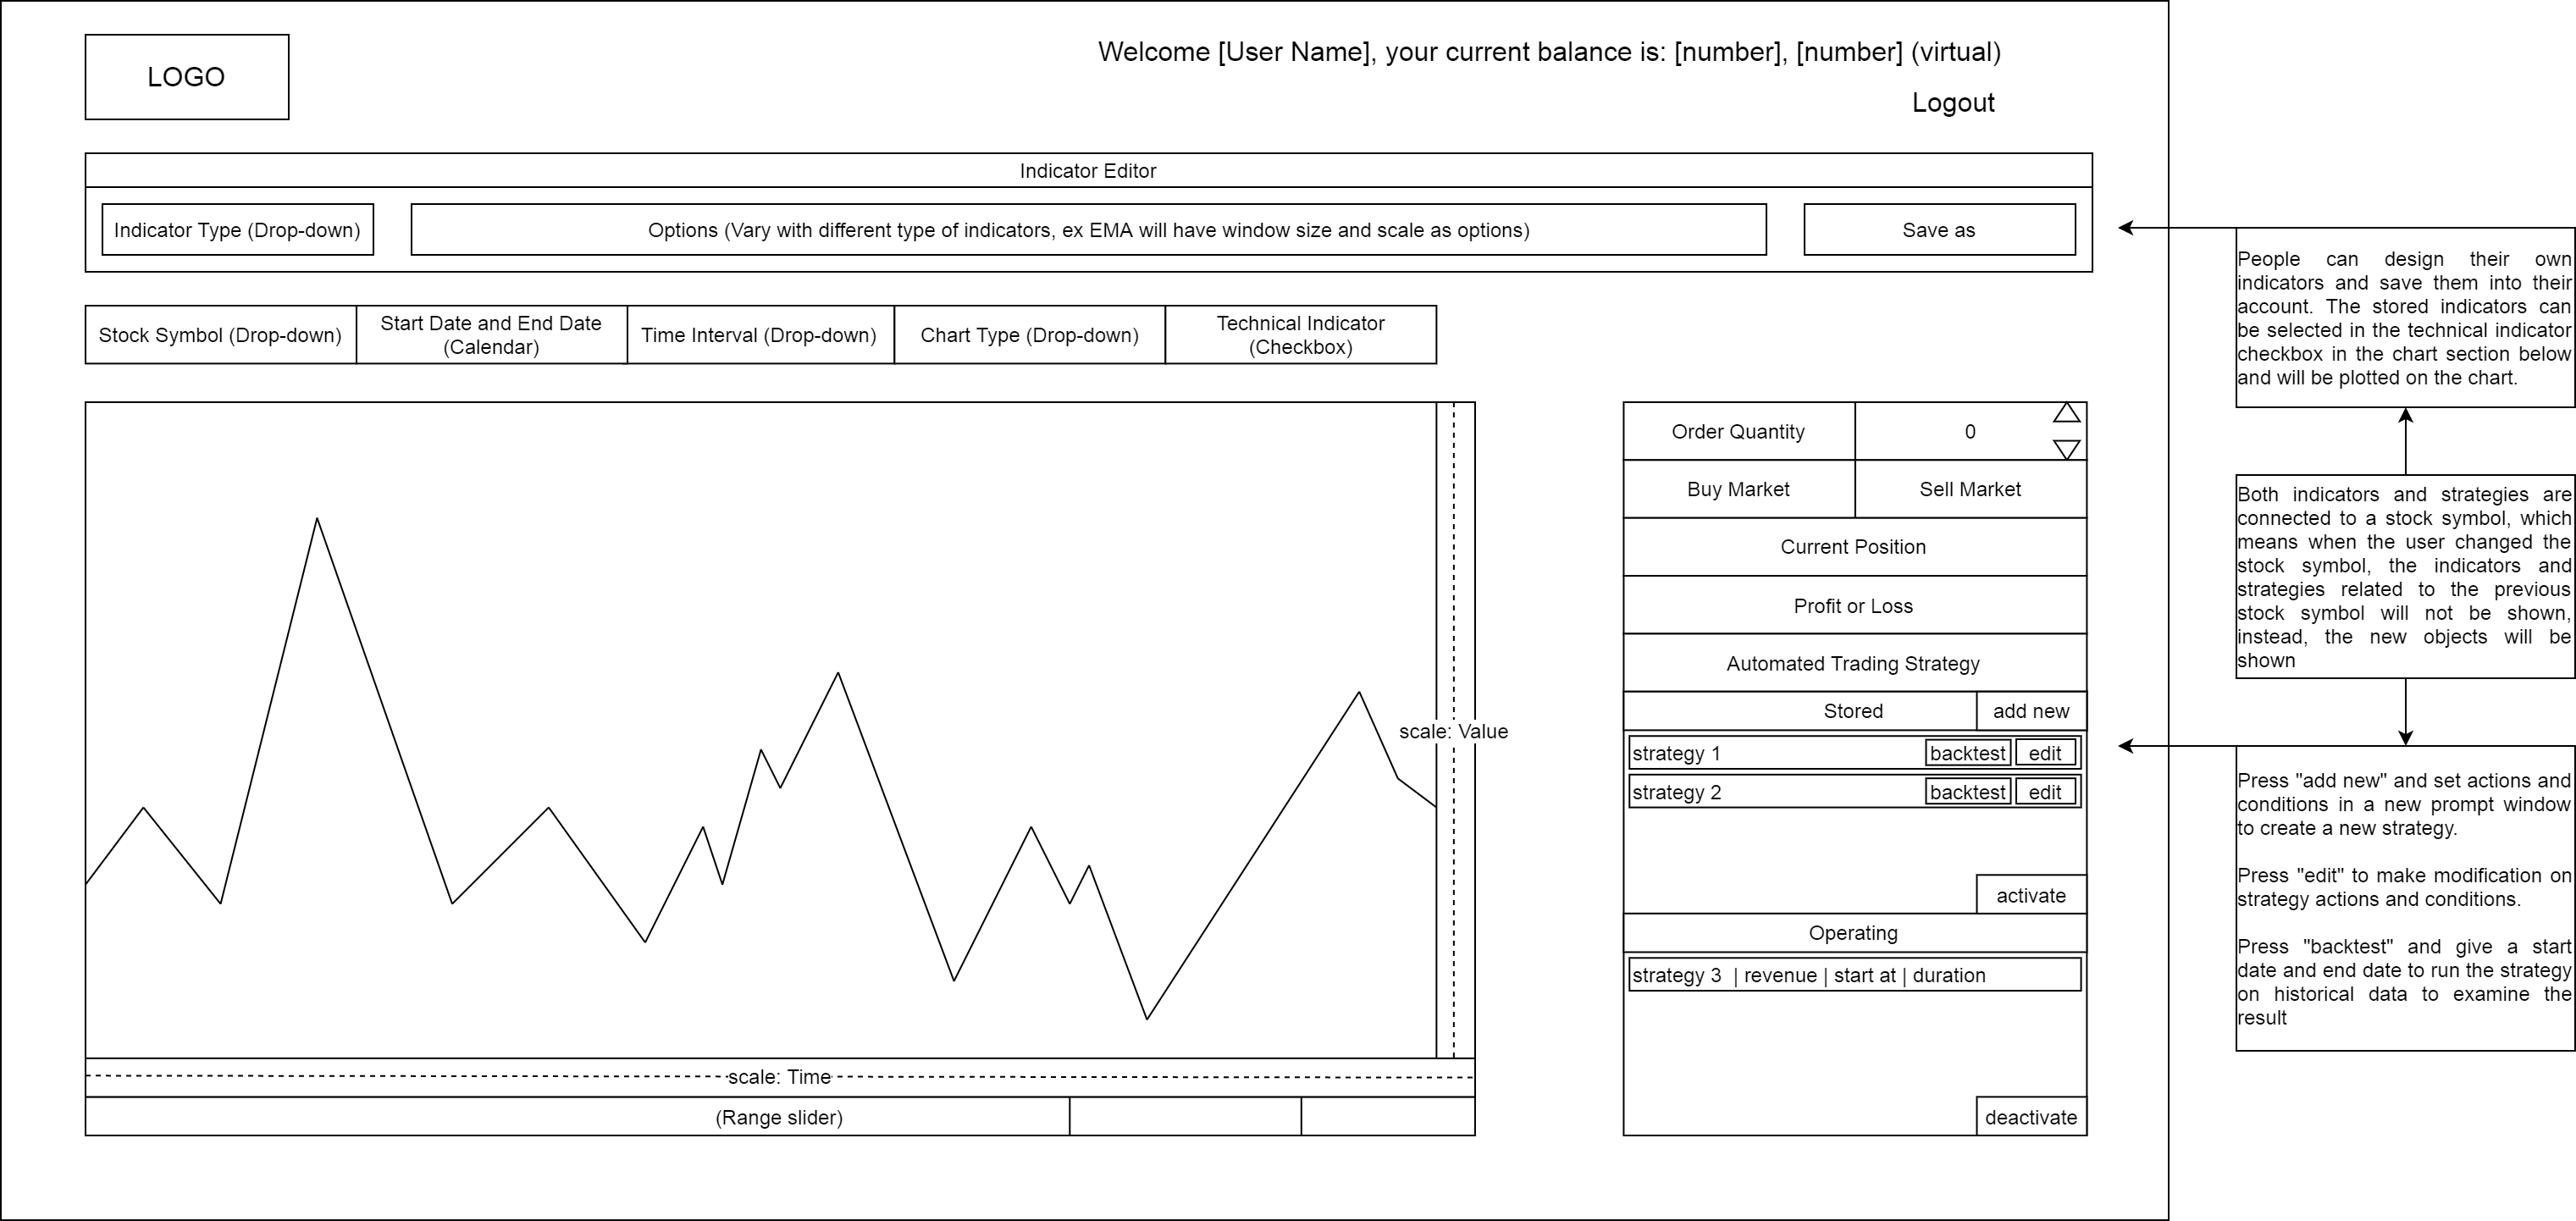 LOGO
Welcome [User Name], your current balance is: [number], [number] (virtual)
Logout
Indicator Editor
Indicator Type (Drop-down)
Options (Vary with different type of indicators, ex EMA will have window size and scale as options)
Save as
Stock Symbol (Drop-down)
Start Date and End Date
(Calendar)
Time Interval (Drop-down)
Chart Type (Drop-down)
Technical Indicator
(Checkbox)
scale: Value
scale: Time
(Range slider)
Order Quantity
0
Buy Market
Sell Market
Current Position
Profit or Loss
Automated Trading Strategy
Stored
add new
strategy 1
backtest
edit
strategy 2
backtest
edit
activate
Operating
strategy 3 | revenue | start at | duration
deactivate
People can design their own
indicators and save them into their
account. The stored indicators can
be selected in the technical indicator
checkbox in the chart section below
and will be plotted on the chart.
Both indicators and strategies are
connected to a stock symbol, which
means when the user changed the
stock symbol, the indicators and
strategies related to the previous
stock symbol will not be shown,
instead, the new objects will be
shown
Press "add new" and set actions and
conditions in a new prompt window
to create a new strategy.
Press "edit" to make modification on
strategy actions and conditions.
Press "backtest" and give a start
date and end date to run the strategy
on historical data to examine the
result